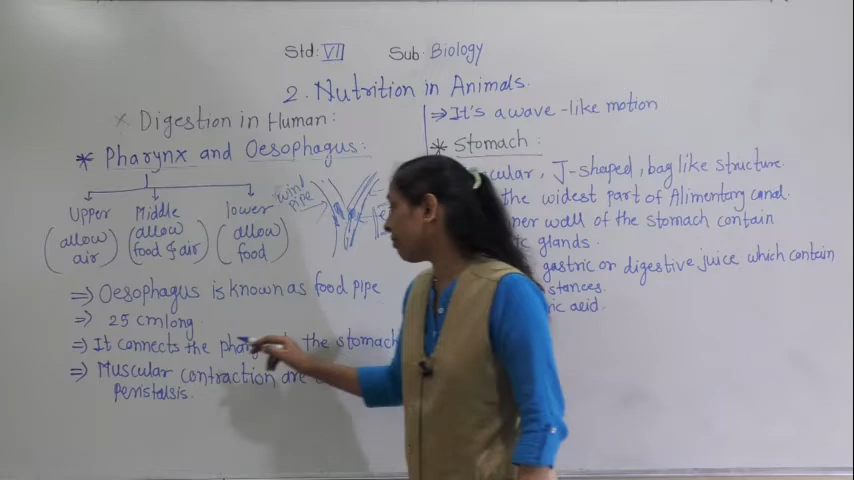 Std: VI Sub Biology
2. Nutrition in Animals.
× Digestion in Human:
* Pharynx and Oesophagus:
Upper Middle lower
(allow air) (allow food & air) (allow food)
wind pipe
⇒ Oesophagus is known as food pipe
⇒ 25 cm long.
⇒ It connects the the stomach
⇒ Muscular contraction are
Peristalsis.
⇒ It's a wave-like motion
* Stomach:
J-shaped, bag like structure.
the widest part of Alimentary canal.
wall of the stomach contain
glands.
gastric or digestive juice which contain
acid.